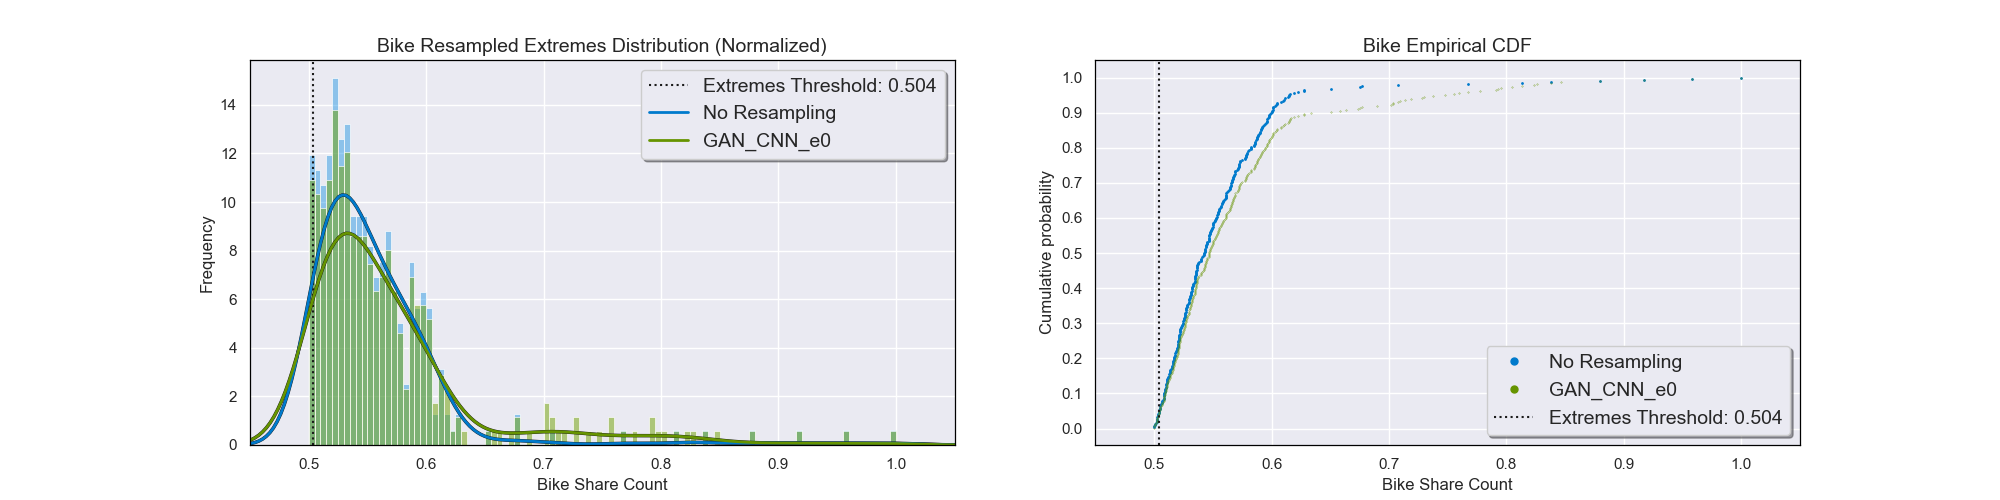 Bike Resampled Extremes Distribution (Normalized)
Extremes Threshold: 0.504
No Resampling
GAN_CNN_e0
Frequency
14
12
10
8
6
4
2
0
0.5 0.6 0.7 0.8 0.9 1.0
Bike Share Count
Bike Empirical CDF
Cumulative probability
1.0
0.9
0.8
0.7
0.6
0.5
0.4
0.3
0.2
0.1
0.0
No Resampling
GAN_CNN_e0
Extremes Threshold: 0.504
0.5 0.6 0.7 0.8 0.9 1.0
Bike Share Count